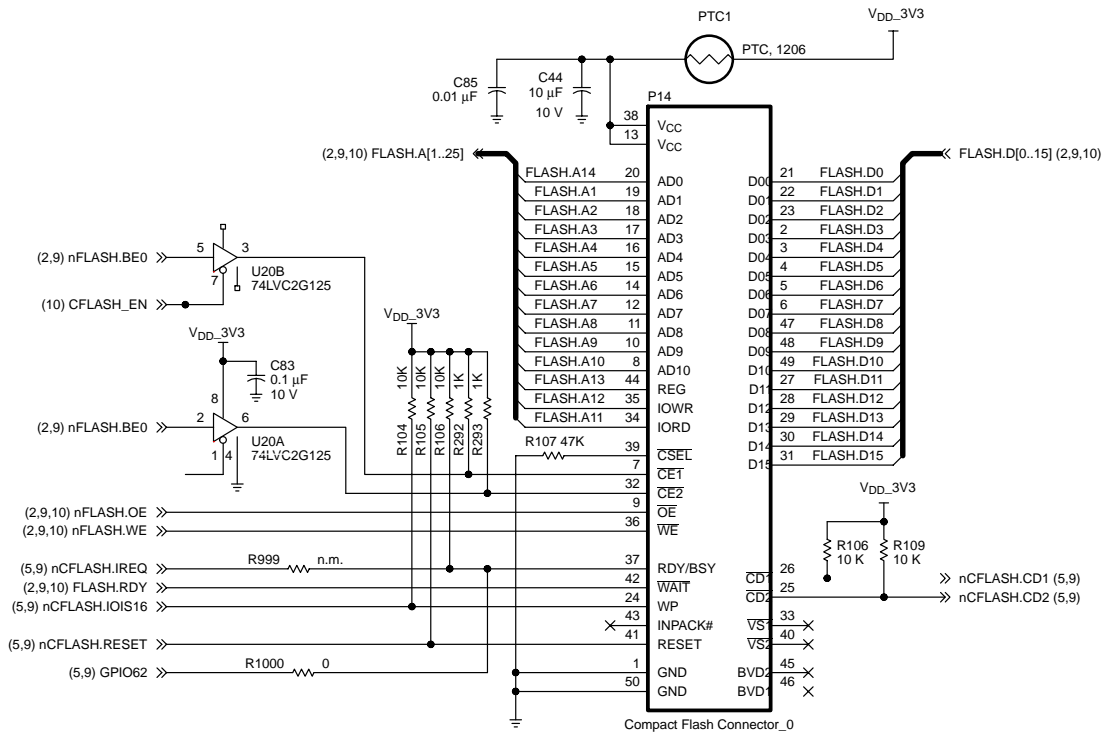 PTC1
V_DD_3V3
PTC, 1206
C85
0.01 µF
C44
10 µF
10 V
P14
38 V_CC
13 V_CC
(2,9,10) FLASH.A[1..25]
FLASH.D[0..15] (2,9,10)
FLASH.A14 20 AD0 D00 21 FLASH.D0
FLASH.A1 19 AD1 D01 22 FLASH.D1
FLASH.A2 18 AD2 D02 23 FLASH.D2
FLASH.A3 17 AD3 D03 2 FLASH.D3
FLASH.A4 16 AD4 D04 3 FLASH.D4
FLASH.A5 15 AD5 D05 4 FLASH.D5
FLASH.A6 14 AD6 D06 5 FLASH.D6
FLASH.A7 12 AD7 D07 6 FLASH.D7
FLASH.A8 11 AD8 D08 47 FLASH.D8
FLASH.A9 10 AD9 D09 48 FLASH.D9
FLASH.A10 8 AD10 D10 49 FLASH.D10
FLASH.A13 44 REG D11 27 FLASH.D11
FLASH.A12 35 IOWR D12 28 FLASH.D12
FLASH.A11 34 IORD D13 29 FLASH.D13
D14 30 FLASH.D14
D15 31 FLASH.D15
(2,9) nFLASH.BE0 5 3
7
U20B
74LVC2G125
(10) CFLASH_EN
V_DD_3V3
C83
0.1 µF
10 V
8
(2,9) nFLASH.BE0 2 6
1 4
U20A
74LVC2G125
V_DD_3V3
R104 10K
R105 10K
R106 10K
R292 1K
R293 1K
R107 47K
39 CSEL
7 CE1
32 CE2
(2,9,10) nFLASH.OE 9 OE
(2,9,10) nFLASH.WE 36 WE
(5,9) nCFLASH.IREQ R999 n.m. 37 RDY/BSY
(2,9,10) FLASH.RDY 42 WAIT
(5,9) nCFLASH.IOIS16 24 WP
43 INPACK#
(5,9) nCFLASH.RESET 41 RESET
(5,9) GPIO62 R1000 0 1 GND
50 GND
V_DD_3V3
R106
10 K
R109
10 K
CD1 26 nCFLASH.CD1 (5,9)
CD2 25 nCFLASH.CD2 (5,9)
VS1 33
VS2 40
BVD2 45
BVD1 46
Compact Flash Connector_0